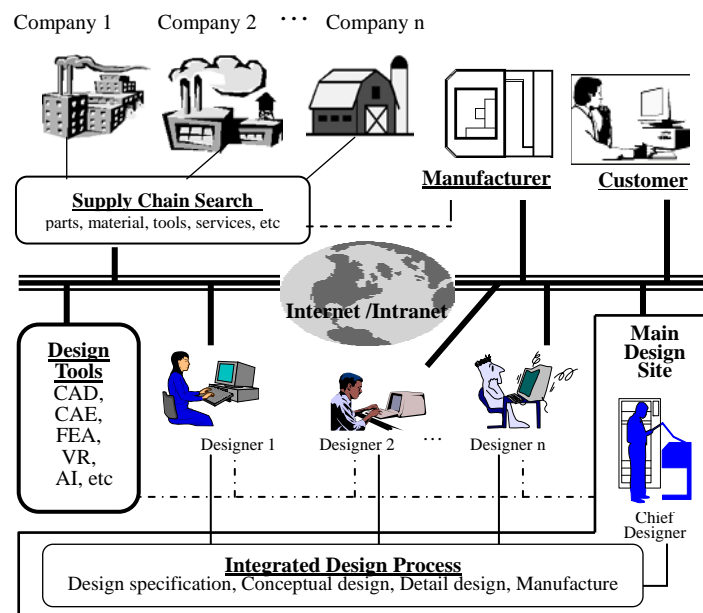 Company 1 Company 2 ··· Company n
Supply Chain Search
parts, material, tools, services, etc
Manufacturer
Customer
Internet /Intranet
Design
Tools
CAD,
CAE,
FEA,
VR,
AI, etc
Designer 1
Designer 2
...
Designer n
Main
Design
Site
Chief
Designer
Integrated Design Process
Design specification, Conceptual design, Detail design, Manufacture